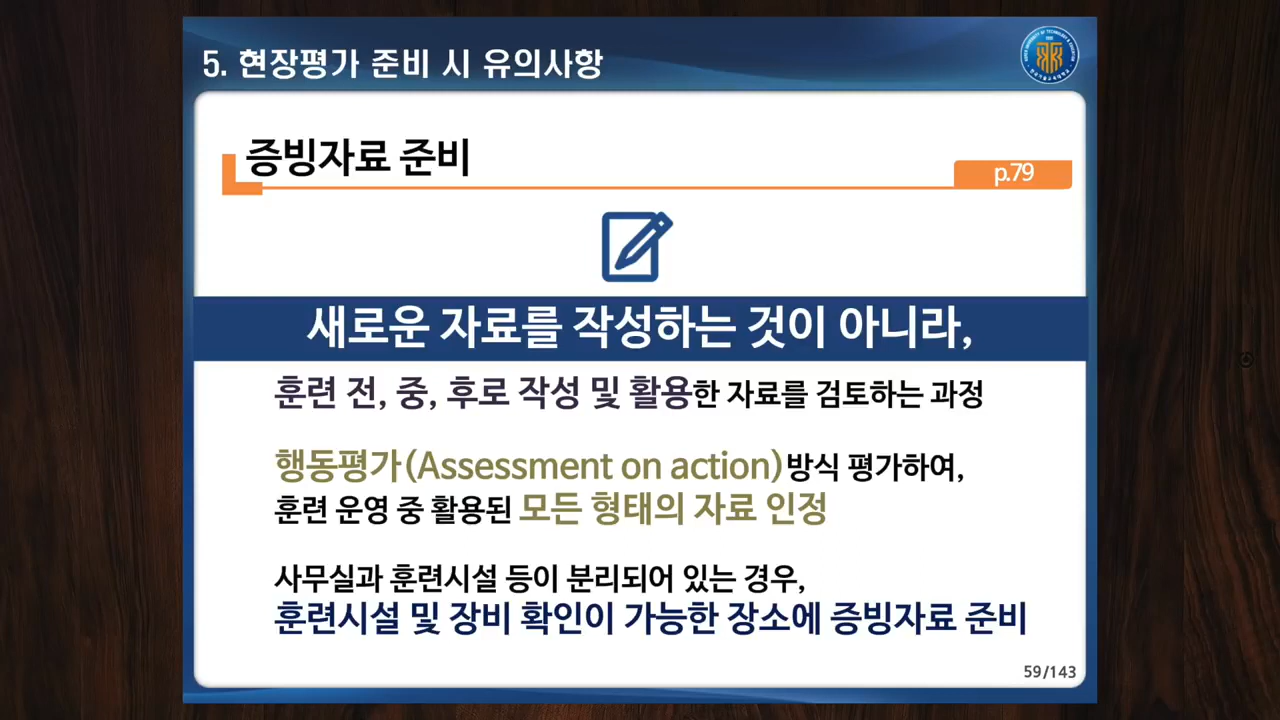 5. 현장평가 준비 시 유의사항
증빙자료 준비
p.79
새로운 자료를 작성하는 것이 아니라,
훈련 전, 중, 후로 작성 및 활용한 자료를 검토하는 과정
행동평가(Assessment on action)방식 평가하여,
훈련 운영 중 활용된 모든 형태의 자료 인정
사무실과 훈련시설 등이 분리되어 있는 경우,
훈련시설 및 장비 확인이 가능한 장소에 증빙자료 준비
59/143